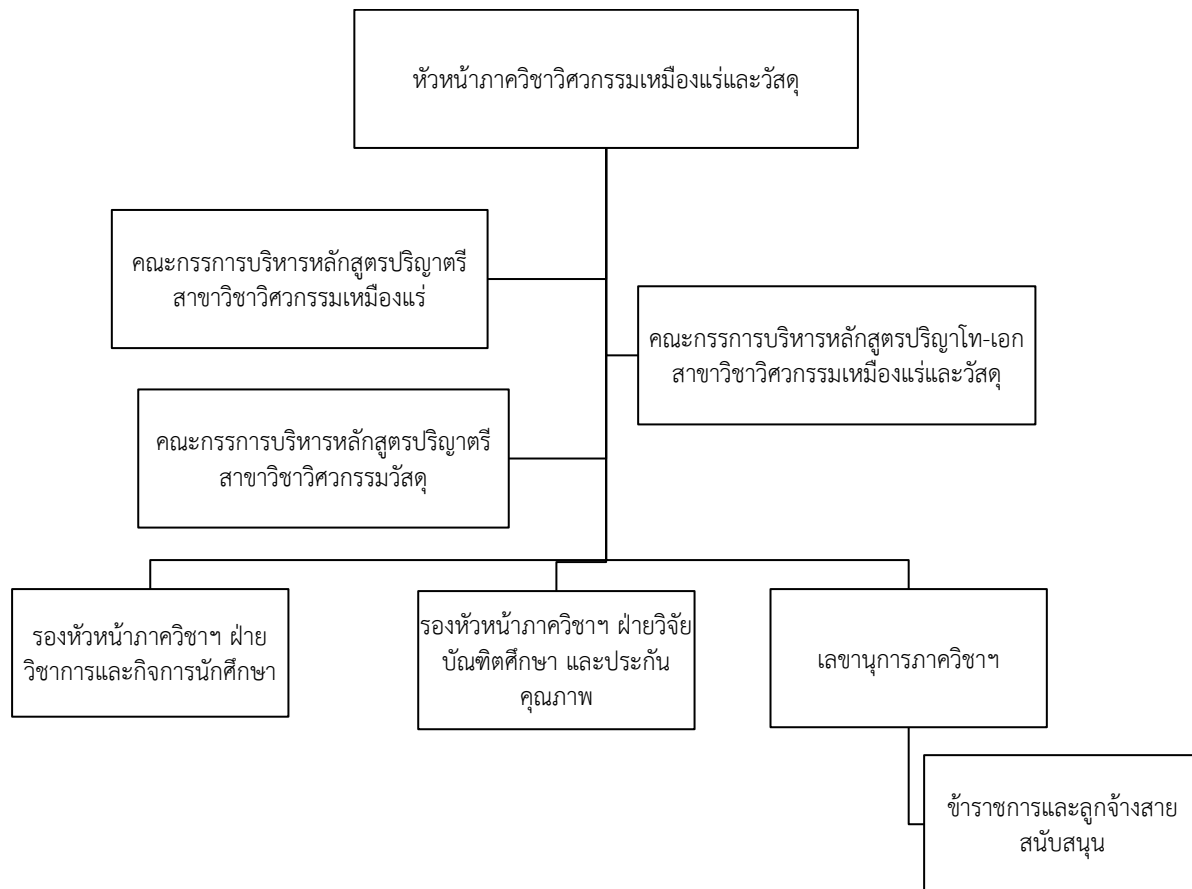 หัวหน้าภาควิชาวิศวกรรมเหมืองแร่และวัสดุ
คณะกรรการบริหารหลักสูตรปริญาตรี
สาขาวิชาวิศวกรรมเหมืองแร่
คณะกรรการบริหารหลักสูตรปริญาโท-เอก
สาขาวิชาวิศวกรรมเหมืองแร่และวัสดุ
คณะกรรการบริหารหลักสูตรปริญาตรี
สาขาวิชาวิศวกรรมวัสดุ
รองหัวหน้าภาควิชาฯ ฝ่าย
วิชาการและกิจการนักศึกษา
รองหัวหน้าภาควิชาฯ ฝ่ายวิจัย
บัณฑิตศึกษา และประกัน
คุณภาพ
เลขานุการภาควิชาฯ
ข้าราชการและลูกจ้างสาย
สนับสนุน